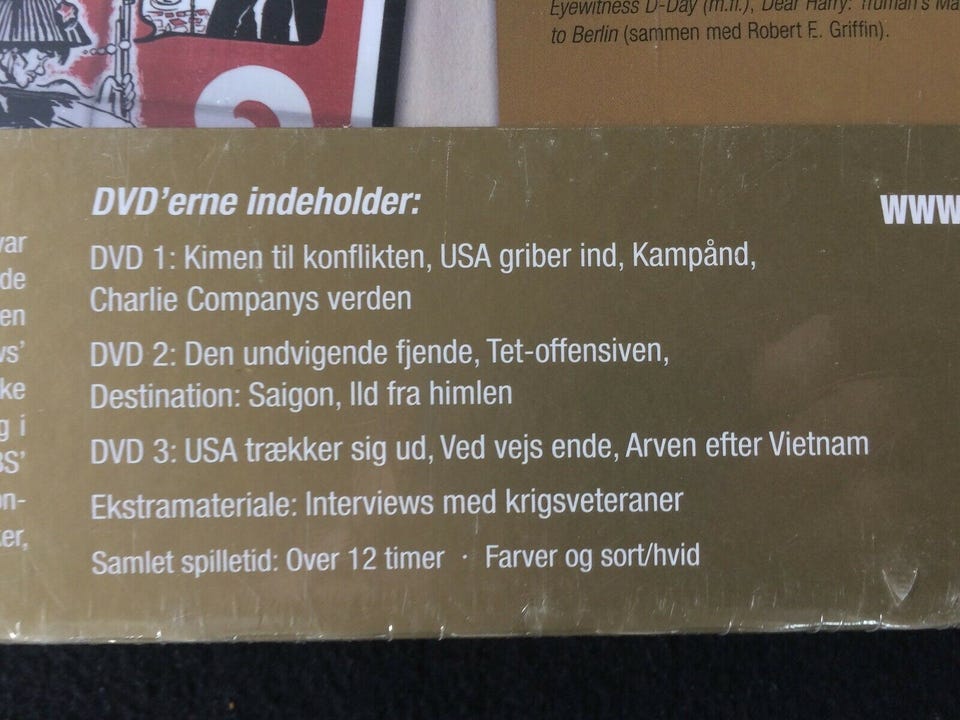 Eyewitness D-Day (m.fl.), Dear Harry: Truman's
to Berlin (sammen med Robert E. Griffin).
DVD'erne indeholder:
DVD 1: Kimen til konflikten, USA griber ind, Kampånd,
Charlie Companys verden
DVD 2: Den undvigende fjende, Tet-offensiven,
Destination: Saigon, Ild fra himlen
DVD 3: USA trækker sig ud, Ved vejs ende, Arven efter Vietnam
Ekstramateriale: Interviews med krigsveteraner
Samlet spilletid: Over 12 timer · Farver og sort/hvid
www